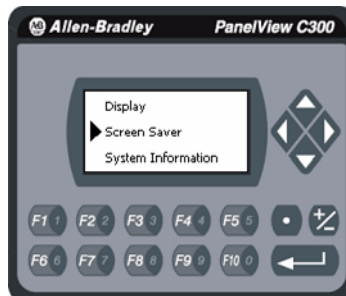 AB Allen-Bradley PanelView C300
Display
Screen Saver
System Information
F1 1 F2 2 F3 3 F4 4 F5 5 • +/-
F6 6 F7 7 F8 8 F9 9 F10 0